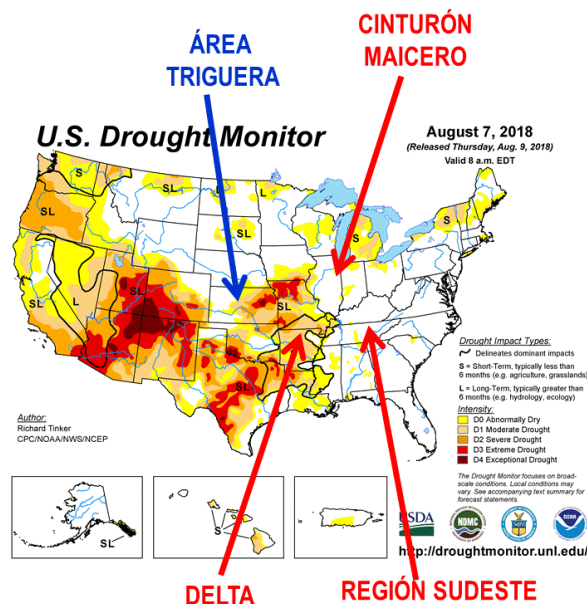 CINTURÓN
MAICERO
ÁREA
TRIGUERA
U.S. Drought Monitor
August 7, 2018
(Released Thursday, Aug. 9, 2018)
Valid 8 a.m. EDT
S
SL
L
L
SL
S
S
SL
SL
L
SL
SL
SL
Drought Impact Types:
Delineates dominant impacts
S = Short-Term, typically less than
6 months (e.g. agriculture, grasslands)
L = Long-Term, typically greater than
6 months (e.g. hydrology, ecology)
Intensity:
D0 Abnormally Dry
D1 Moderate Drought
D2 Severe Drought
D3 Extreme Drought
D4 Exceptional Drought
Author:
Richard Tinker
CPC/NOAA/NWS/NCEP
The Drought Monitor focuses on broad-
scale conditions. Local conditions may
vary. See accompanying text summary for
forecast statements.
SL
S
USDA
NDMC
NOAA
http://droughtmonitor.unl.edu/
DELTA
REGIÓN SUDESTE